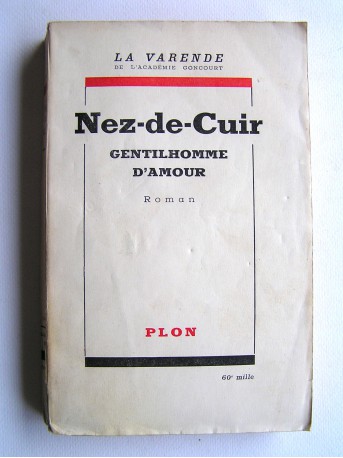 LA VARENDE
DE L'ACADÉMIE GONCOURT
Nez-de-Cuir
GENTILHOMME
D'AMOUR
Roman
PLON
60e mille